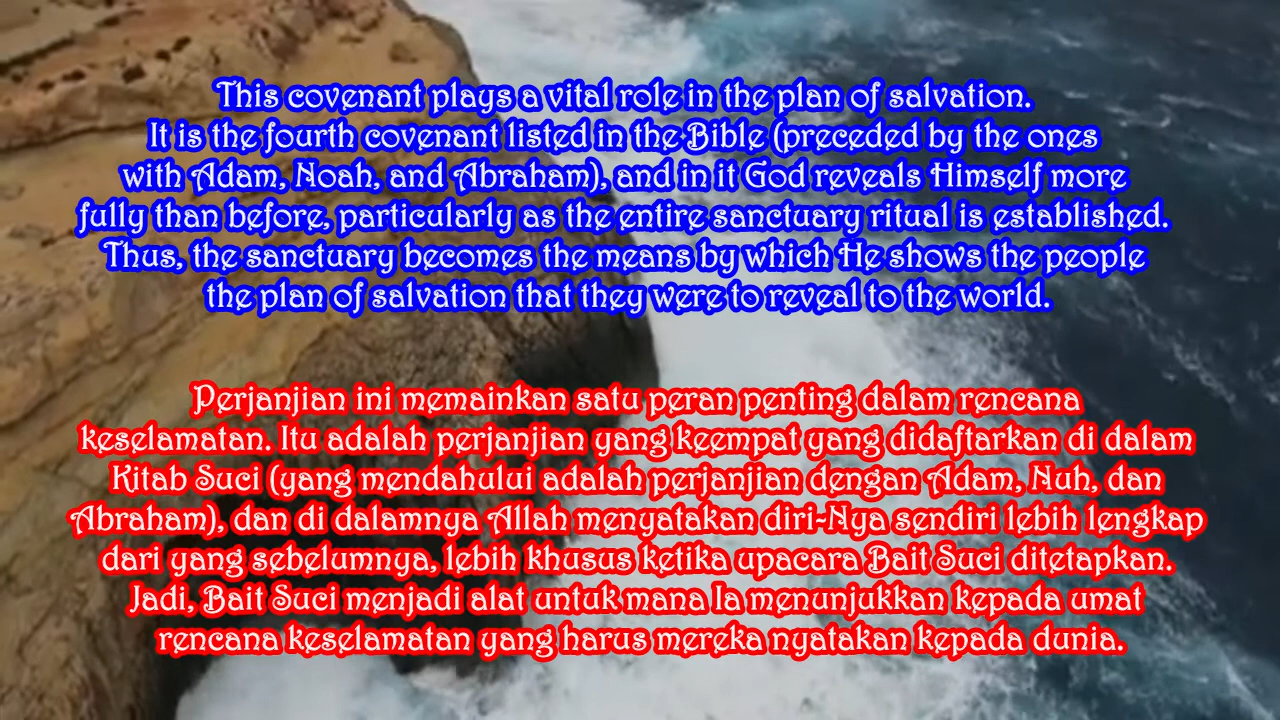 This covenant plays a vital role in the plan of salvation.
It is the fourth covenant listed in the Bible (preceded by the ones
with Adam, Noah, and Abraham), and in it God reveals Himself more
fully than before, particularly as the entire sanctuary ritual is established.
Thus, the sanctuary becomes the means by which He shows the people
the plan of salvation that they were to reveal to the world.
Perjanjian ini memainkan satu peran penting dalam rencana
keselamatan. Itu adalah perjanjian yang keempat yang didaftarkan di dalam
Kitab Suci (yang mendahului adalah perjanjian dengan Adam, Nuh, dan
Abraham), dan di dalamnya Allah menyatakan diri-Nya sendiri lebih lengkap
dari yang sebelumnya, lebih khusus ketika upacara Bait Suci ditetapkan.
Jadi, Bait Suci menjadi alat untuk mana Ia menunjukkan kepada umat
rencana keselamatan yang harus mereka nyatakan kepada dunia.